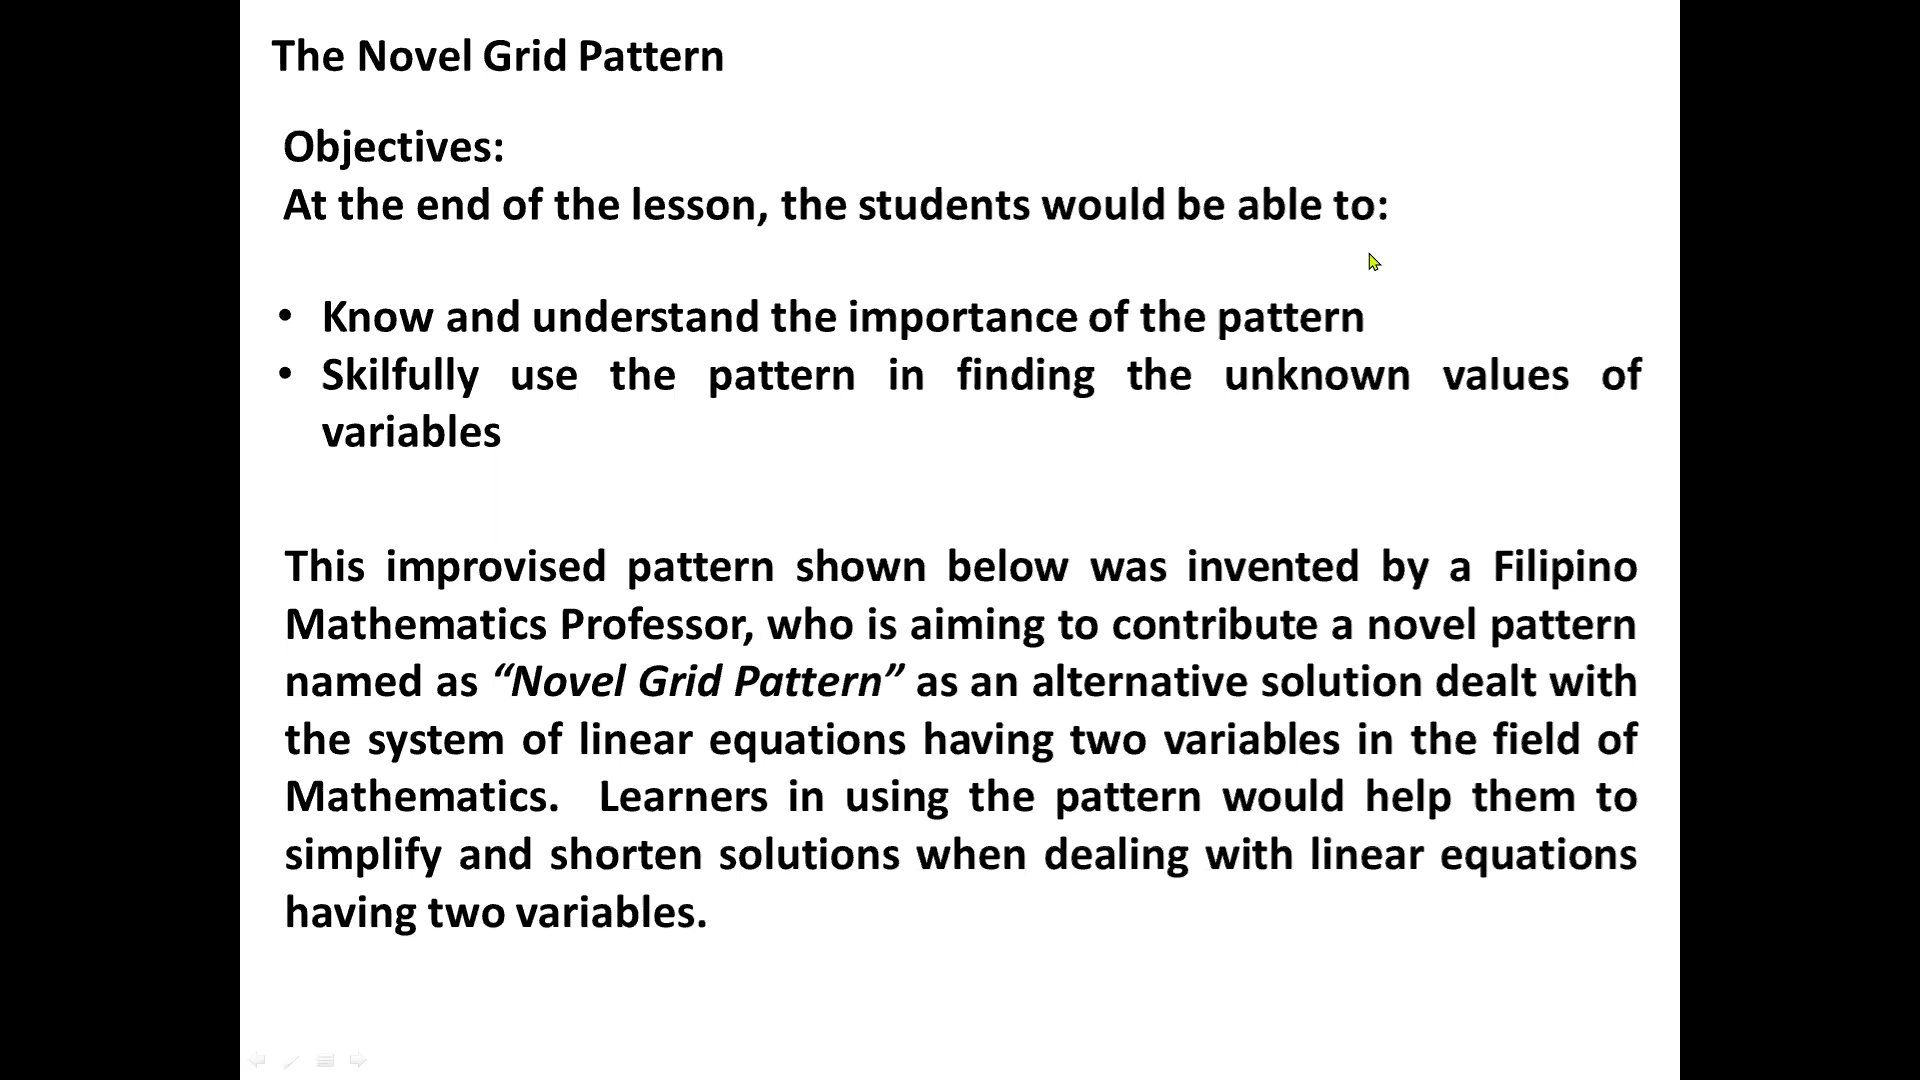 The Novel Grid Pattern
Objectives:
At the end of the lesson, the students would be able to:
• Know and understand the importance of the pattern
• Skilfully use the pattern in finding the unknown values of
variables
This improvised pattern shown below was invented by a Filipino
Mathematics Professor, who is aiming to contribute a novel pattern
named as “Novel Grid Pattern” as an alternative solution dealt with
the system of linear equations having two variables in the field of
Mathematics. Learners in using the pattern would help them to
simplify and shorten solutions when dealing with linear equations
having two variables.